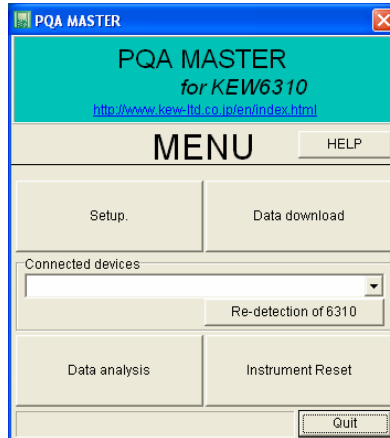 PQA MASTER
PQA MASTER
for KEW6310
http://www.kew-ltd.co.jp/en/index.html
MENU
HELP
Setup.
Data download
Connected devices
Re-detection of 6310
Data analysis
Instrument Reset
Quit